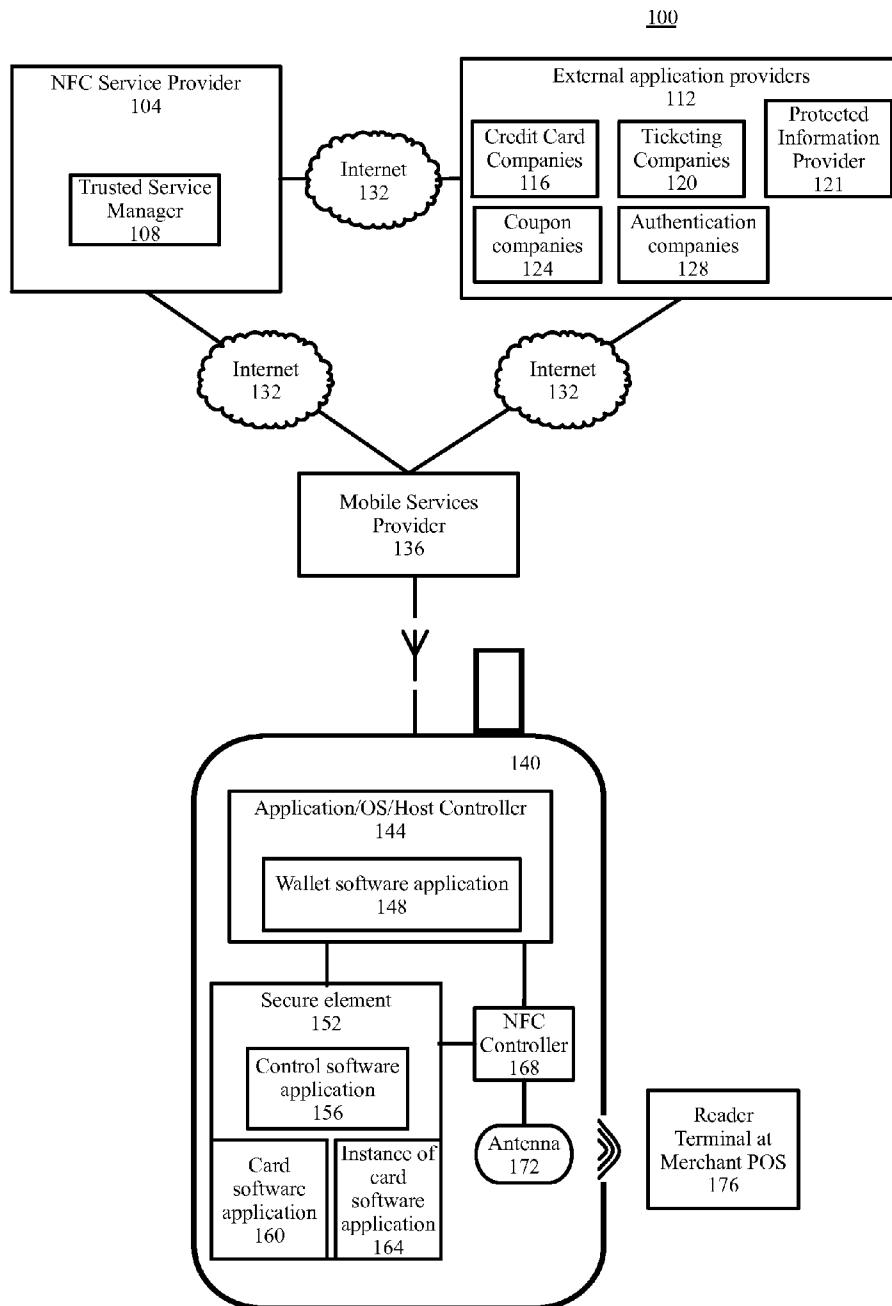 100
NFC Service Provider
104
Trusted Service
Manager
108
Internet
132
External application providers
112
Credit Card
Companies
116
Ticketing
Companies
120
Protected
Information
Provider
121
Coupon
companies
124
Authentication
companies
128
Internet
132
Internet
132
Mobile Services
Provider
136
140
Application/OS/Host Controller
144
Wallet software application
148
Secure element
152
Control software
application
156
Card
software
application
160
Instance of
card
software
application
164
NFC
Controller
168
Antenna
172
Reader
Terminal at
Merchant POS
176